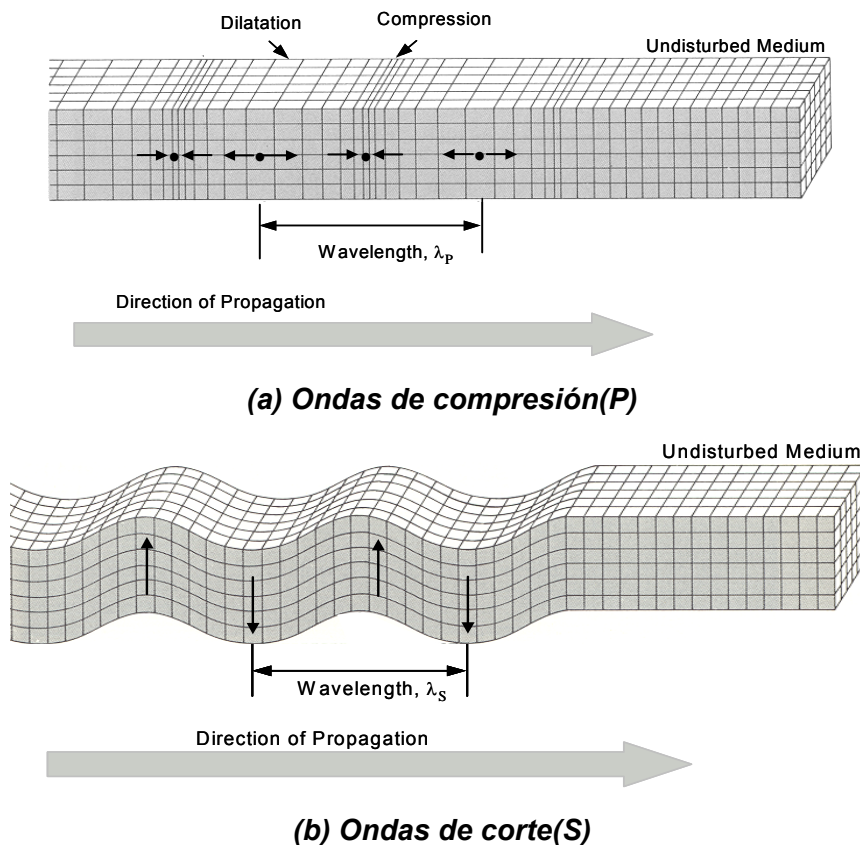 Dilatation
Compression
Undisturbed Medium
Wavelength, λP
Direction of Propagation
(a) Ondas de compresión(P)
Undisturbed Medium
Wavelength, λS
Direction of Propagation
(b) Ondas de corte(S)